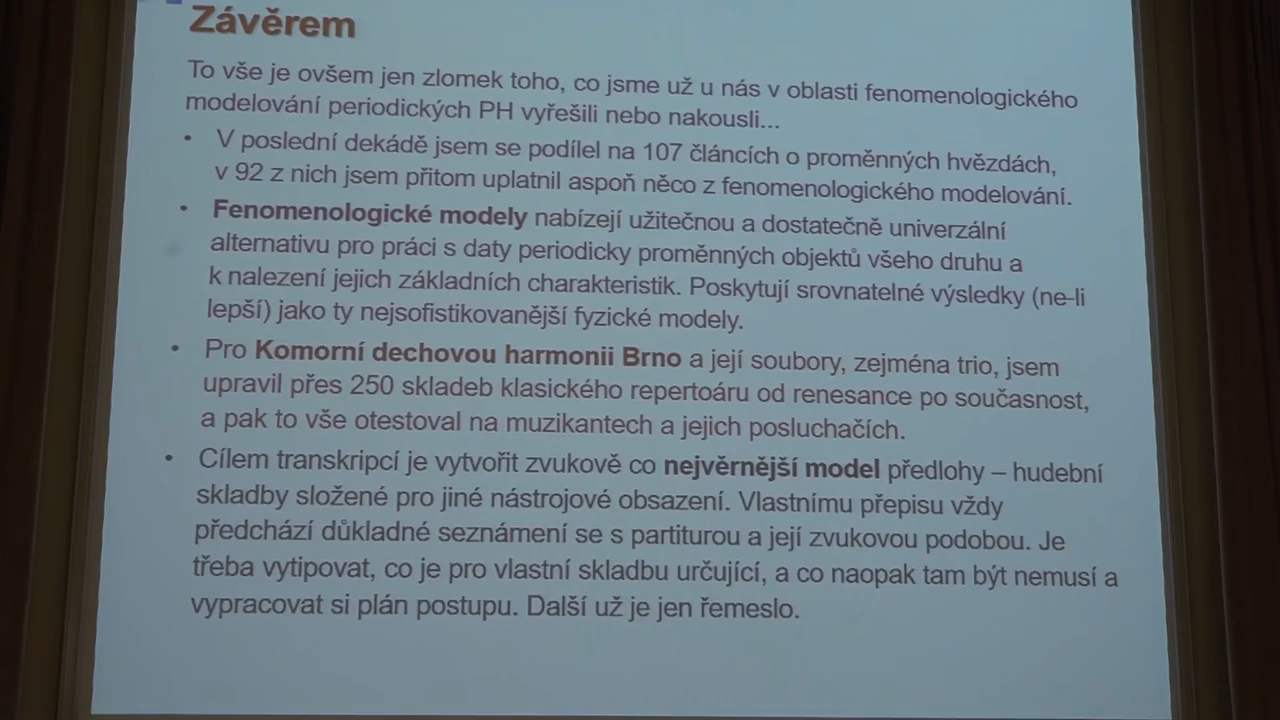 Závěrem
To vše je ovšem jen zlomek toho, co jsme už u nás v oblasti fenomenologického
modelování periodických PH vyřešili nebo nakousli...
• V poslední dekádě jsem se podílel na 107 článcích o proměnných hvězdách,
v 92 z nich jsem přitom uplatnil aspoň něco z fenomenologického modelování.
• Fenomenologické modely nabízejí užitečnou a dostatečně univerzální
alternativu pro práci s daty periodicky proměnných objektů všeho druhu a
k nalezení jejich základních charakteristik. Poskytují srovnatelné výsledky (ne-li
lepší) jako ty nejsofistikovanější fyzické modely.
• Pro Komorní dechovou harmonii Brno a její soubory, zejména trio, jsem
upravil přes 250 skladeb klasického repertoáru od renesance po současnost,
a pak to vše otestoval na muzikantech a jejich posluchačích.
• Cílem transkripcí je vytvořit zvukově co nejvěrnější model předlohy – hudební
skladby složené pro jiné nástrojové obsazení. Vlastnímu přepisu vždy
předchází důkladné seznámení se s partiturou a její zvukovou podobou. Je
třeba vytipovat, co je pro vlastní skladbu určující, a co naopak tam být nemusí a
vypracovat si plán postupu. Další už je jen řemeslo.